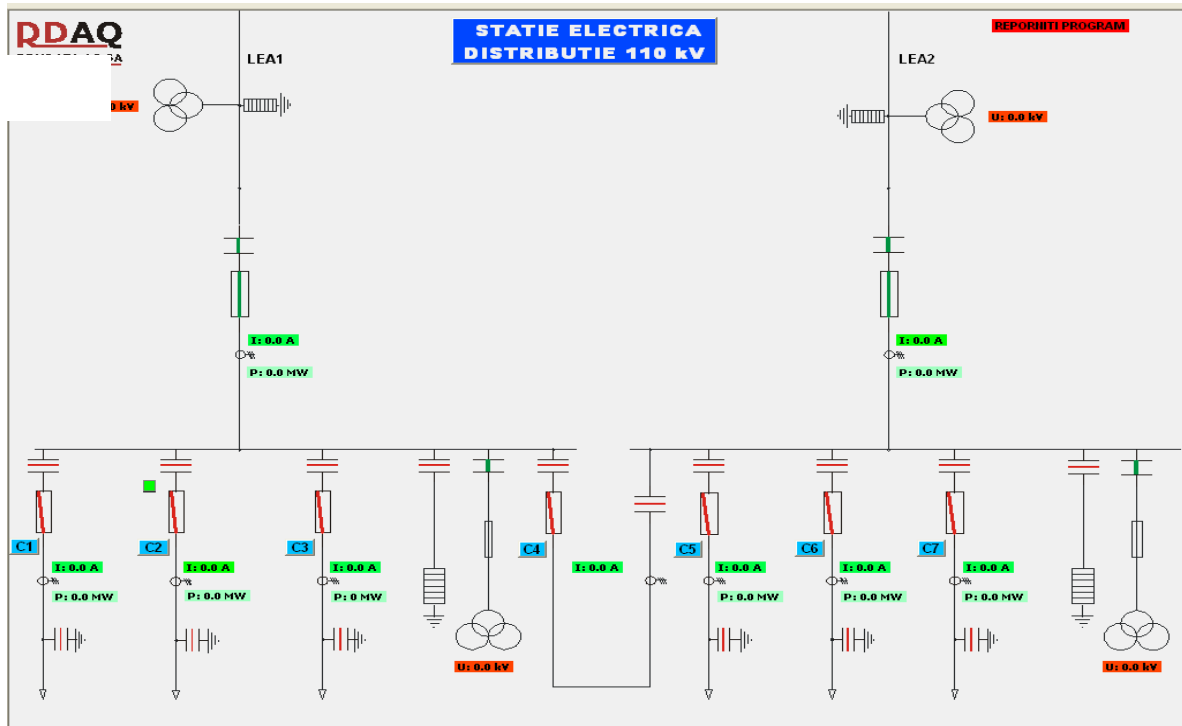 RDAQ
STATIE ELECTRICA
DISTRIBUTIE 110 kV
REPORNITI PROGRAM
LEA1
LEA2
kV
U: 0.0 kV
I: 0.0 A
P: 0.0 MW
I: 0.0 A
P: 0.0 MW
C1
C2
C3
C4
C5
C6
C7
I: 0.0 A
I: 0.0 A
I: 0.0 A
I: 0.0 A
I: 0.0 A
I: 0.0 A
I: 0.0 A
P: 0.0 MW
P: 0.0 MW
P: 0 MW
P: 0.0 MW
P: 0.0 MW
P: 0.0 MW
U: 0.0 kV
U: 0.0 kV